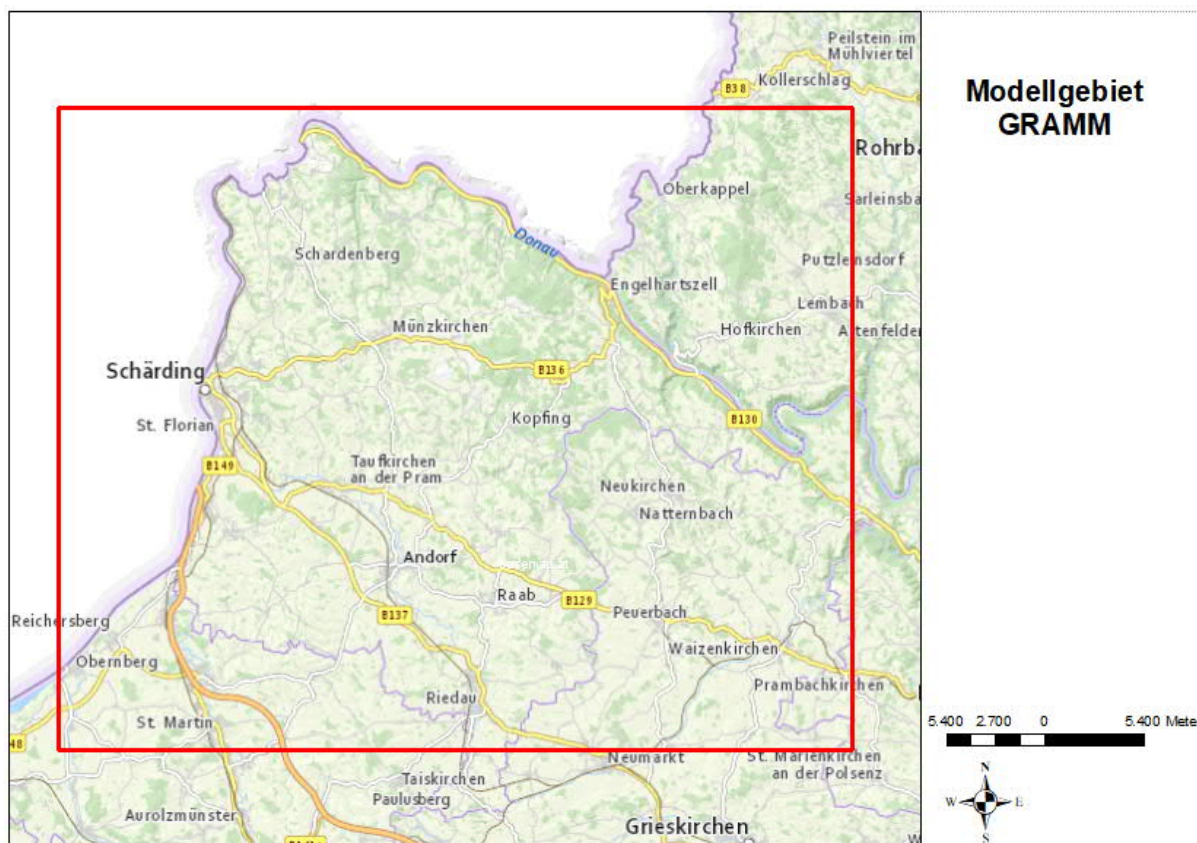 Peilstein im
Mühlviertel
Kollerschlag
B38
Modellgebiet
GRAMM
Rohrba
Oberkappel
Sarleinsba
Schardenberg
Donau
Putzleinsdorf
Engelhartszell
Lembach
Münzkirchen
Hofkirchen
Altenfelden
Schärding
B136
St. Florian
Kopfing
B130
B149
Taufkirchen
an der Pram
Neukirchen
Natternbach
Andorf
Raab
B129
Reichersberg
B137
Peuerbach
Obernberg
Waizenkirchen
Riedau
Prambachkirchen
St. Martin
5.400 2.700 0 5.400 Mete
48
Neumarkt
St. Marienkirchen
an der Polsenz
Taiskirchen
Paulusberg
N
W E
S
Aurolzmünster
Grieskirchen